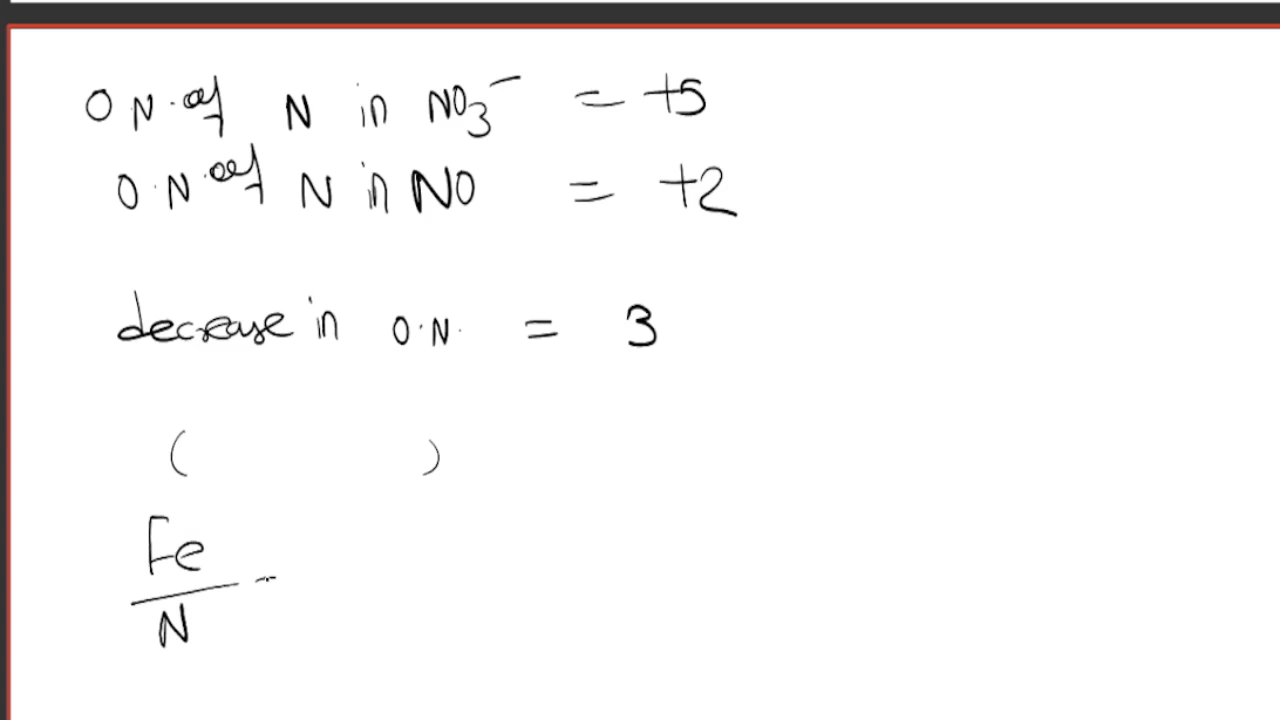 O N. of N in NO3⁻ = +5
O.N. of N in NO = +2
decrease in O.N. = 3
( )
Fe
N